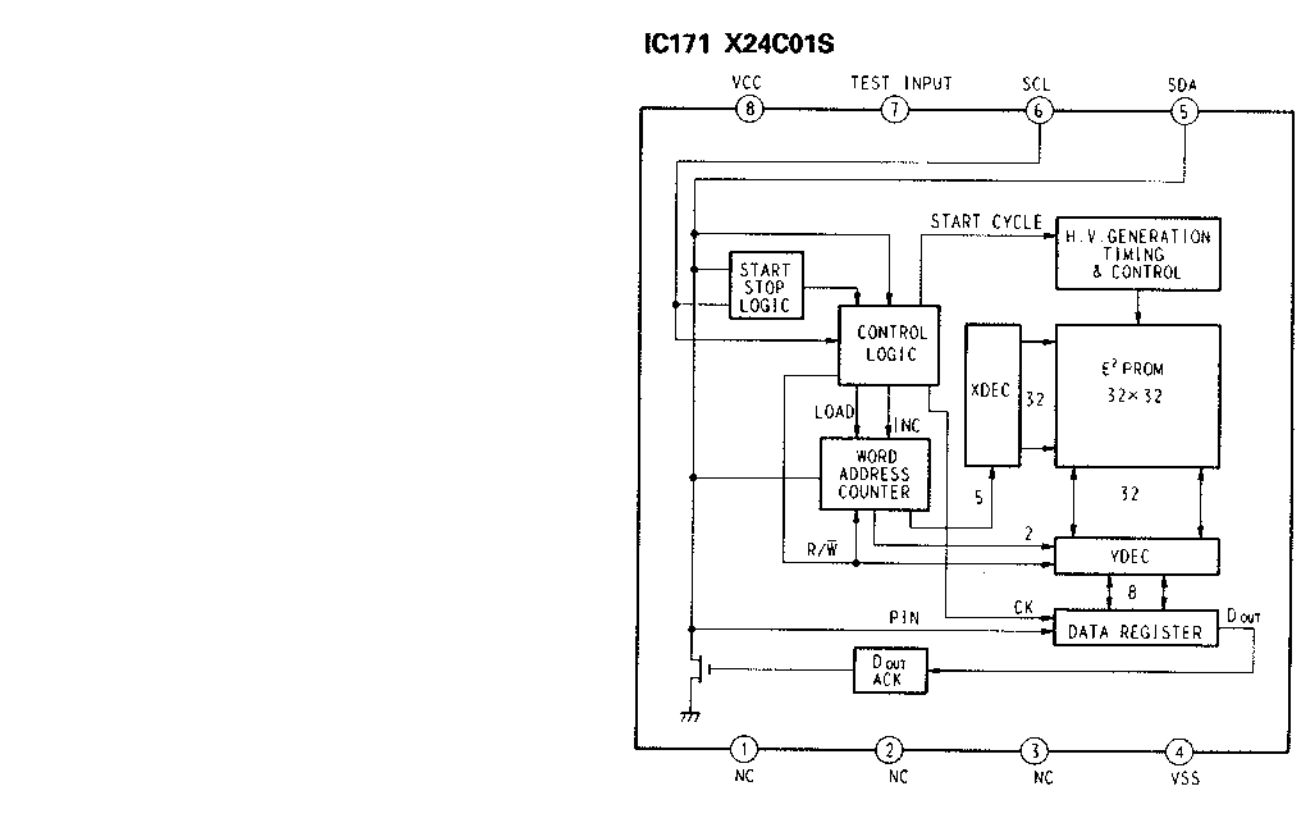 IC171 X24C01S
VCC
TEST INPUT
SCL
SDA
8
7
6
5
START CYCLE
H.V.GENERATION
TIMING
& CONTROL
START
STOP
LOGIC
CONTROL
LOGIC
XDEC
32
E² PROM
32×32
LOAD
INC
WORD
ADDRESS
COUNTER
5
32
2
R/W̅
YDEC
8
CK
PIN
DATA REGISTER
DOUT
DOUT
ACK
1
2
3
4
NC
NC
NC
VSS